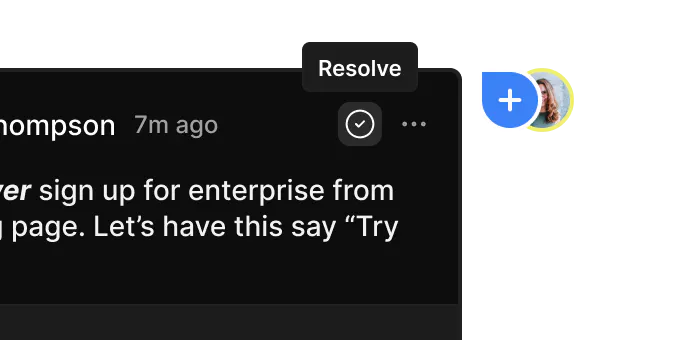 Resolve
hompson 7m ago
ver sign up for enterprise from
g page. Let’s have this say “Try